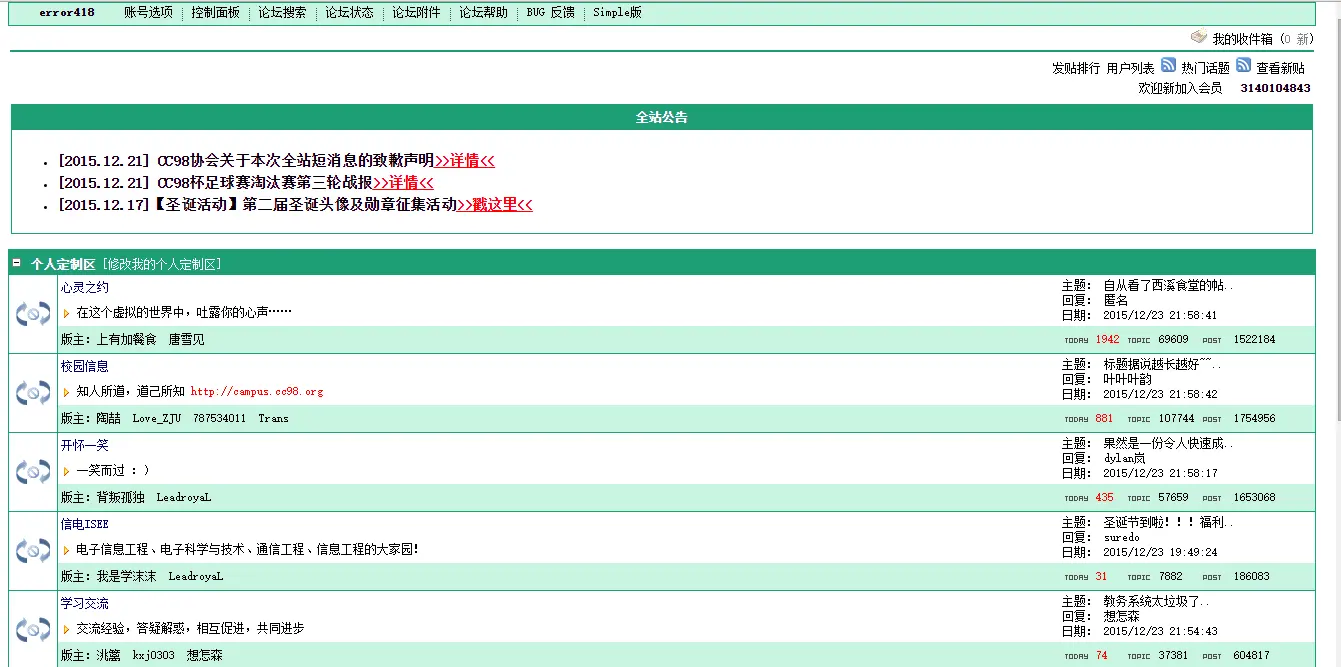 error418 账号选项 控制面板 论坛搜索 论坛状态 论坛附件 论坛帮助 BUG 反馈 Simple版
我的收件箱 (0 新)
发贴排行 用户列表 热门话题 查看新贴
欢迎新加入会员 3140104843
全站公告
[2015.12.21] CC98协会关于本次全站短消息的致歉声明>>详情<<
[2015.12.21] CC98杯足球赛淘汰赛第三轮战报>>详情<<
[2015.12.17]【圣诞活动】第二届圣诞头像及勋章征集活动>>戳这里<<
个人定制区 [修改我的个人定制区]
心灵之约
在这个虚拟的世界中，吐露你的心声……
主题： 自从看了西溪食堂的帖..
回复： 匿名
日期： 2015/12/23 21:58:41
版主：上有加餐食 唐雪见
TODAY 1942 TOPIC 69609 POST 1522184
校园信息
知人所道，道己所知 http://campus.cc98.org
主题： 标题据说越长越好~~..
回复： 叶叶叶韵
日期： 2015/12/23 21:58:42
版主：陶喆 Love_ZJU 787534011 Trans
TODAY 881 TOPIC 107744 POST 1754956
开怀一笑
一笑而过 ：）
主题： 果然是一份令人快速成..
回复： dylan岚
日期： 2015/12/23 21:58:17
版主：背叛孤独 LeadroyaL
TODAY 435 TOPIC 57659 POST 1653068
信电ISEE
电子信息工程、电子科学与技术、通信工程、信息工程的大家园！
主题： 圣诞节到啦！！！福利..
回复： suredo
日期： 2015/12/23 19:49:24
版主：我是学沫沫 LeadroyaL
TODAY 31 TOPIC 7882 POST 186083
学习交流
交流经验，答疑解惑，相互促进，共同进步
主题： 教务系统太垃圾了..
回复： 想怎森
日期： 2015/12/23 21:54:43
版主：洮篱 kxj0303 想怎森
TODAY 74 TOPIC 37381 POST 604817